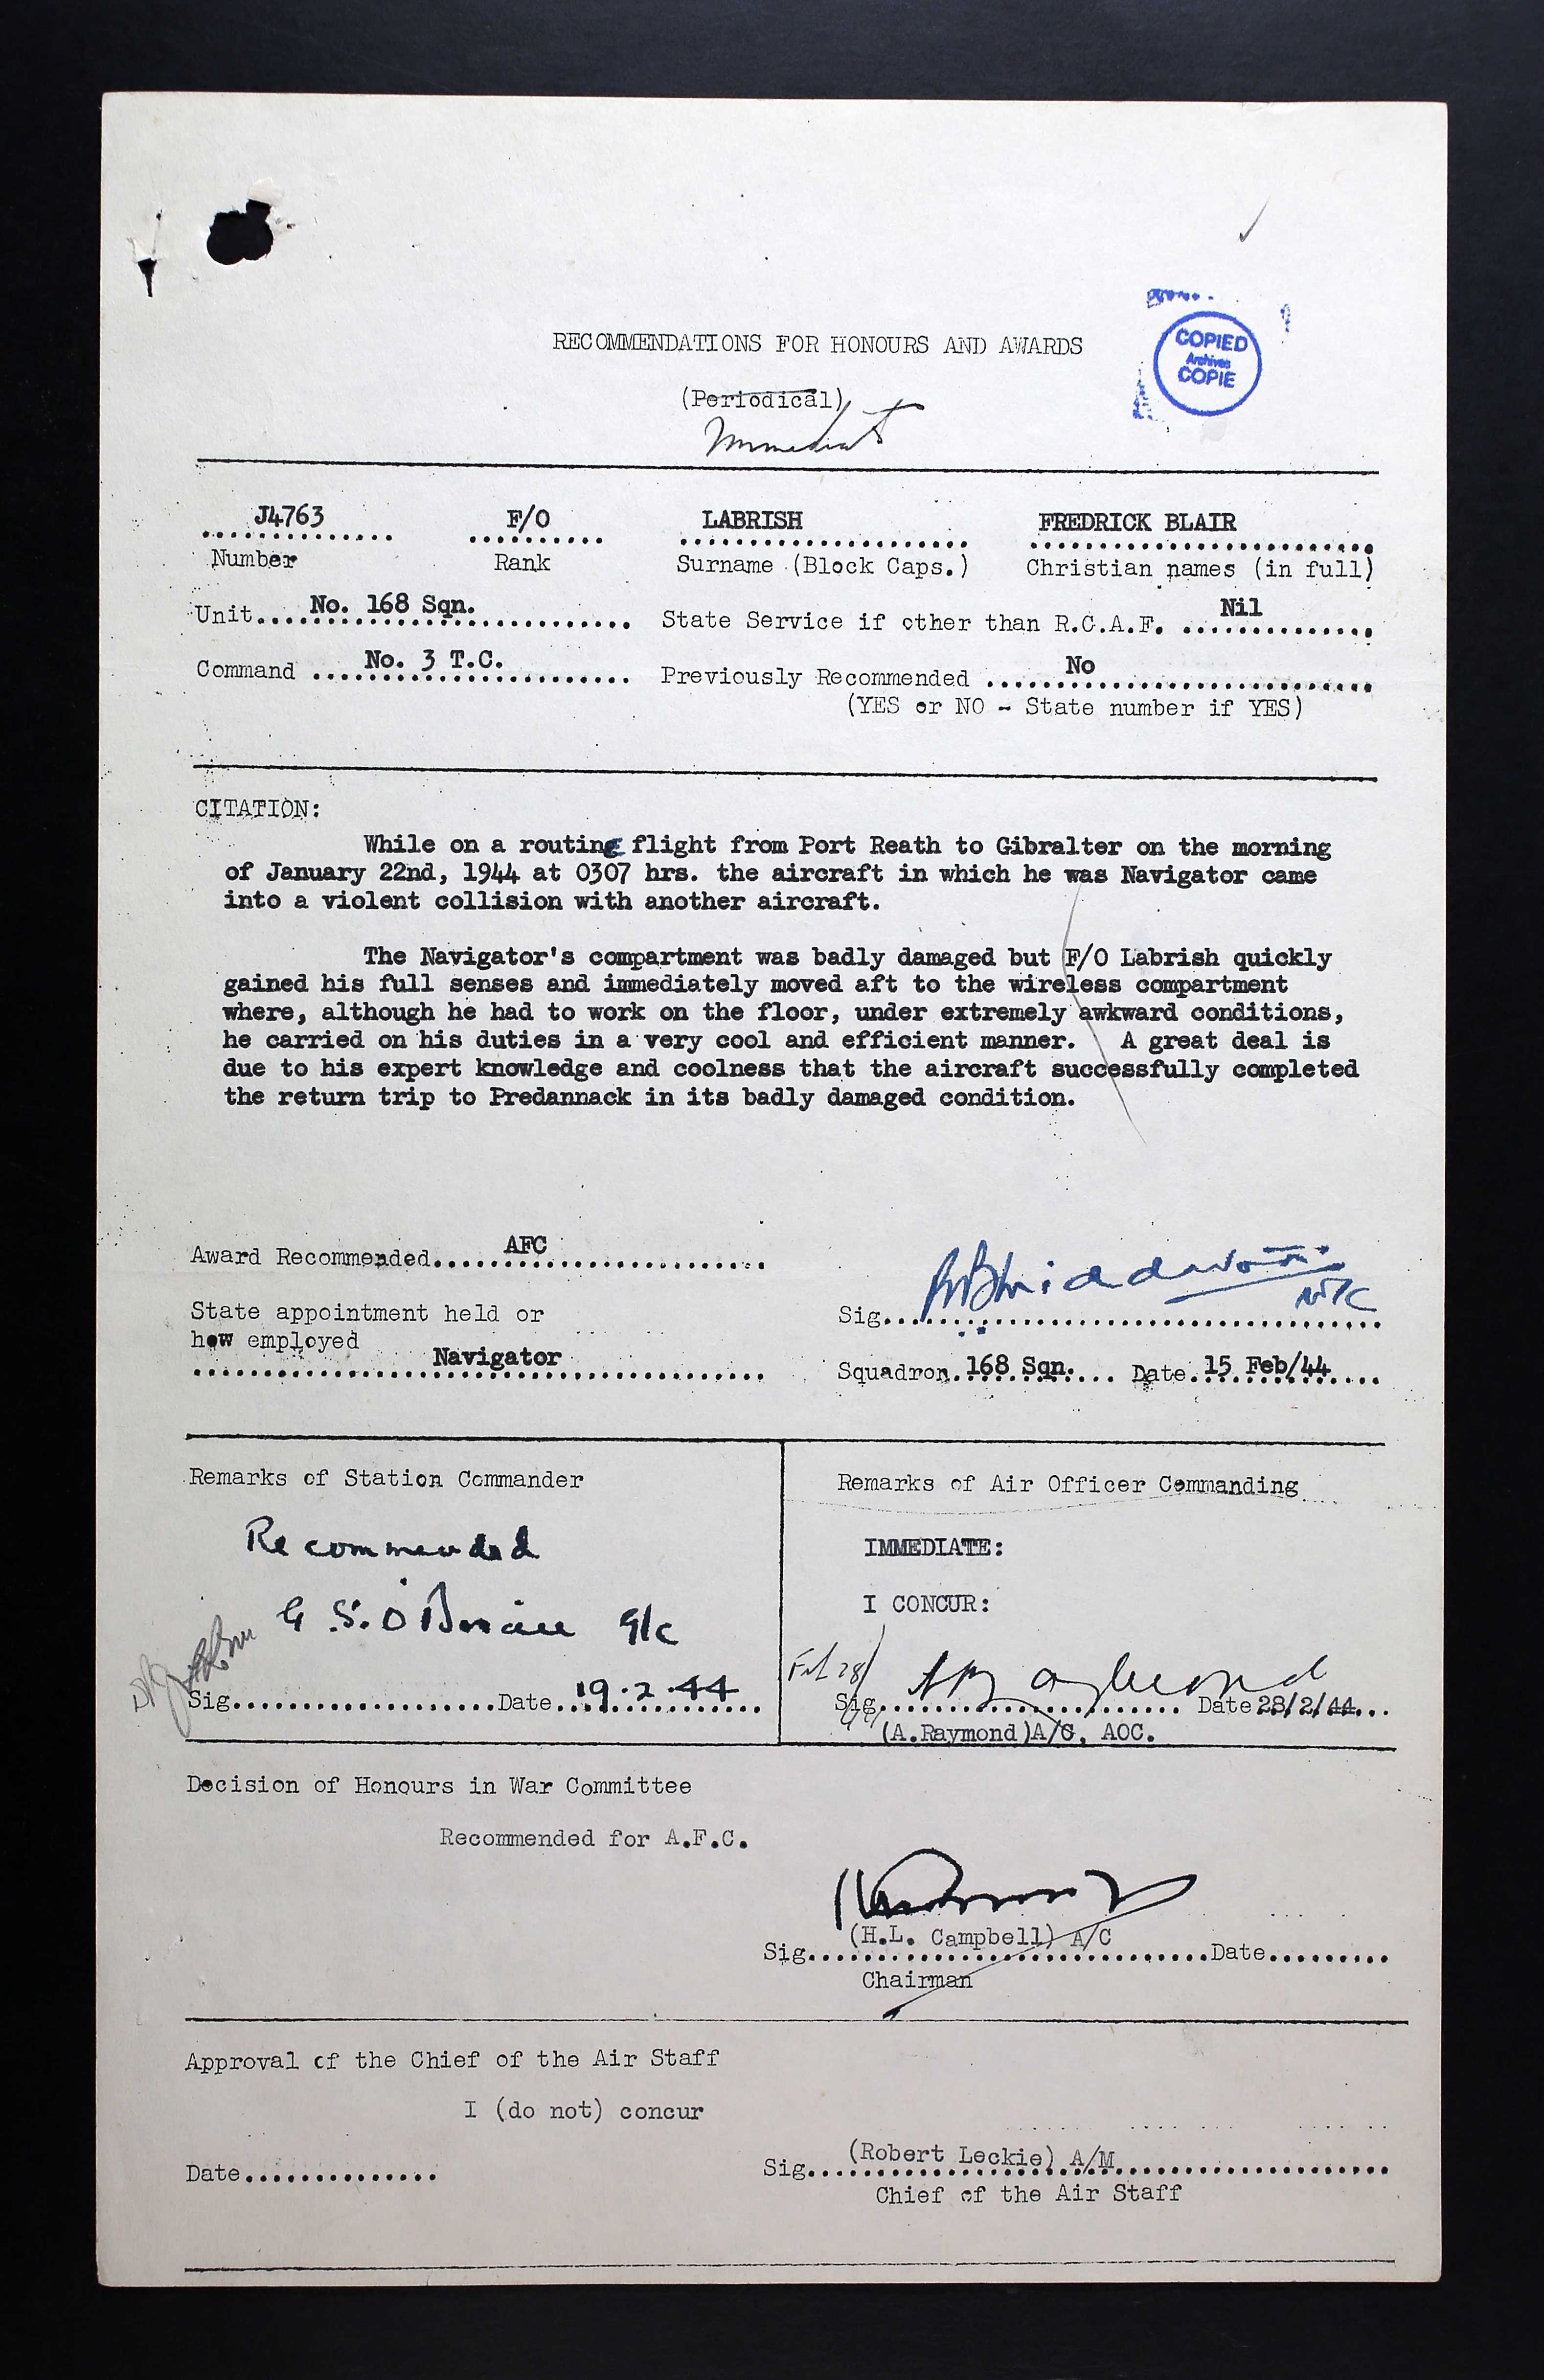 COPIED
Archives
COPIE
RECOMMENDATIONS FOR HONOURS AND AWARDS
(Periodical)
Immediate
J4763 F/O LABRISH FREDRICK BLAIR
Number Rank Surname (Block Caps.) Christian names (in full)
Unit....No. 168 Sqn. State Service if other than R.C.A.F. Nil
Command No. 3 T.C. Previously Recommended No
(YES or NO - State number if YES)
CITATION:
While on a routing flight from Port Reath to Gibralter on the morning
of January 22nd, 1944 at 0307 hrs. the aircraft in which he was Navigator came
into a violent collision with another aircraft.
The Navigator's compartment was badly damaged but F/O Labrish quickly
gained his full senses and immediately moved aft to the wireless compartment
where, although he had to work on the floor, under extremely awkward conditions,
he carried on his duties in a very cool and efficient manner. A great deal is
due to his expert knowledge and coolness that the aircraft successfully completed
the return trip to Predannack in its badly damaged condition.
Award Recommended AFC
State appointment held or
how employed
Navigator
Sig. W/C
Squadron 168 Sqn. Date 15 Feb/44
Remarks of Station Commander
Recommended
G/C
Sig. Date 19.2.44
Remarks of Air Officer Commanding
IMMEDIATE:
I CONCUR:
Feb 28/
Sig. A Raymond Date 28/2/44
(A.Raymond)A/C, AOC.
Decision of Honours in War Committee
Recommended for A.F.C.
(H.L. Campbell) A/C
Sig. Date
Chairman
Approval of the Chief of the Air Staff
I (do not) concur
(Robert Leckie) A/M
Date Sig.
Chief of the Air Staff